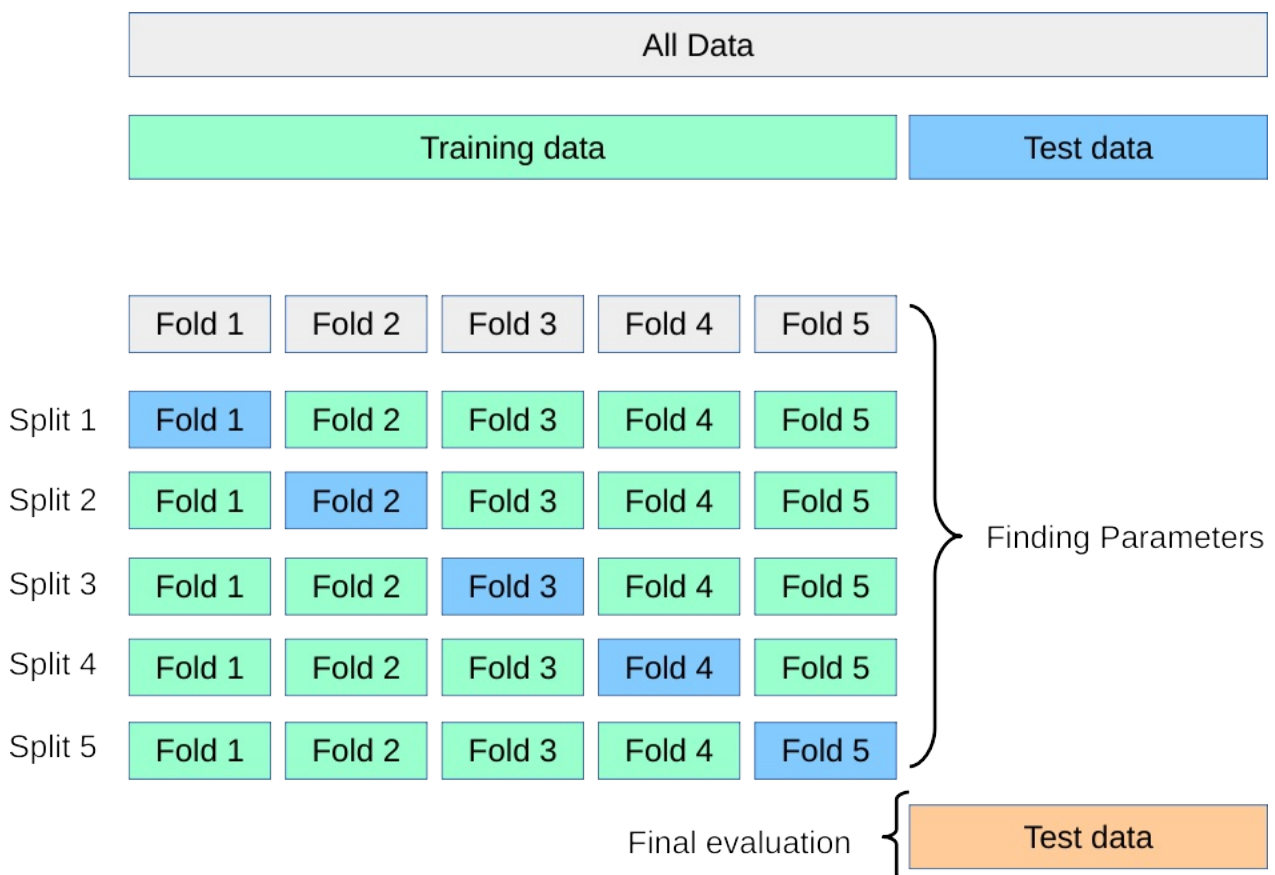 All Data
Training data Test data
Fold 1 Fold 2 Fold 3 Fold 4 Fold 5
Split 1 Fold 1 Fold 2 Fold 3 Fold 4 Fold 5
Split 2 Fold 1 Fold 2 Fold 3 Fold 4 Fold 5
Finding Parameters
Split 3 Fold 1 Fold 2 Fold 3 Fold 4 Fold 5
Split 4 Fold 1 Fold 2 Fold 3 Fold 4 Fold 5
Split 5 Fold 1 Fold 2 Fold 3 Fold 4 Fold 5
Final evaluation Test data